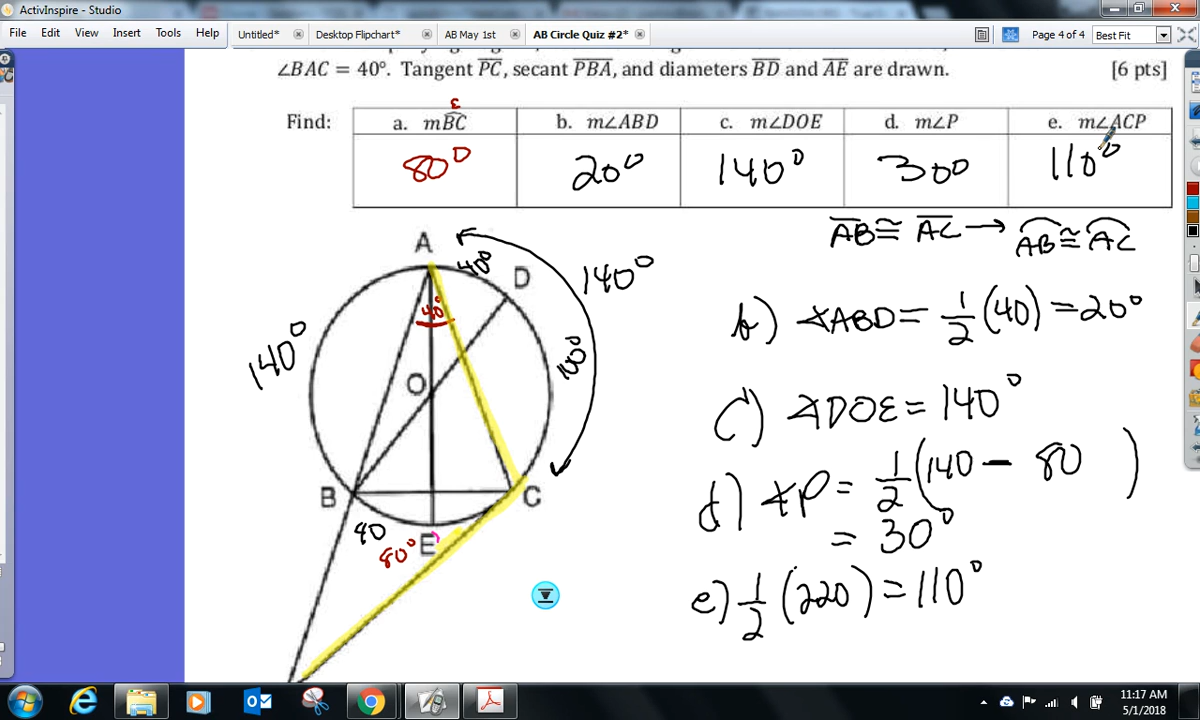 ActivInspire - Studio
File Edit View Insert Tools Help
Untitled* Desktop Flipchart* AB May 1st AB Circle Quiz #2*
Page 4 of 4 Best Fit
∠BAC = 40°. Tangent PC, secant PBA, and diameters BD and AE are drawn. [6 pts]
Find: a. mBEC b. m∠ABD c. m∠DOE d. m∠P e. m∠ACP
80° 20° 140° 30° 110°
AB ≅ AC → AB ≅ AC
A
40°
D
140°
40°
140°
100°
O
B
C
80
80°
E
b) ∡ABD = 1/2 (40) = 20°
c) ∡DOE = 140°
d) ∡P = 1/2 (140 - 80 )
= 30°
e) 1/2 (220) = 110°
11:17 AM
5/1/2018